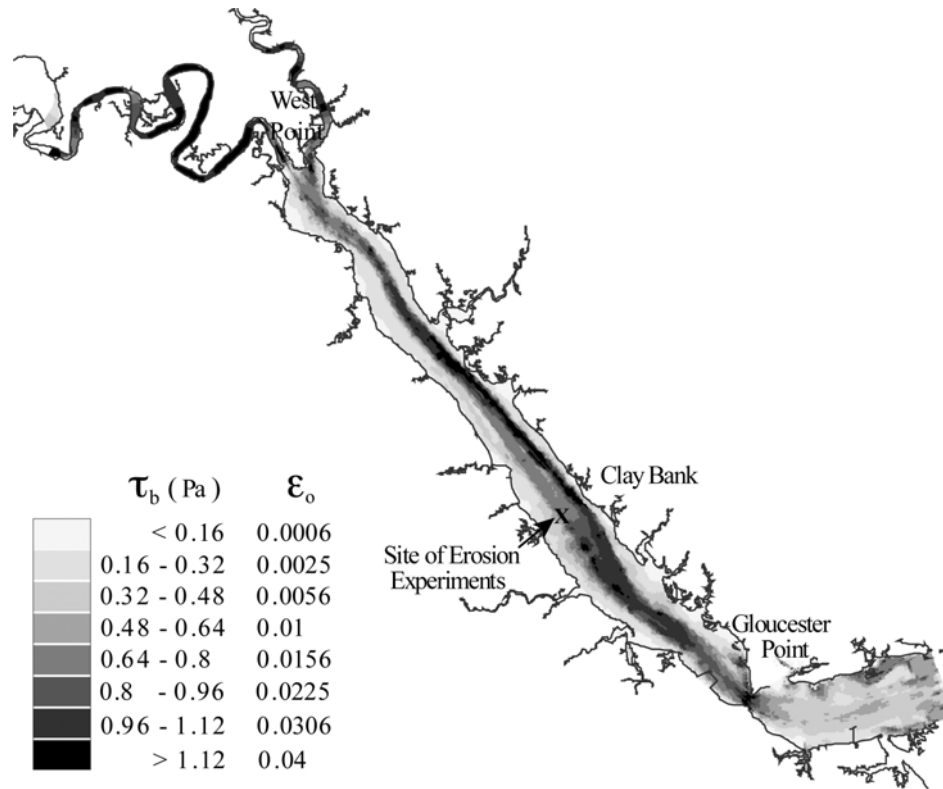 West
Point
Clay Bank
Site of Erosion
Experiments
Gloucester
Point
τb (Pa) εo
< 0.16 0.0006
0.16 - 0.32 0.0025
0.32 - 0.48 0.0056
0.48 - 0.64 0.01
0.64 - 0.8 0.0156
0.8 - 0.96 0.0225
0.96 - 1.12 0.0306
> 1.12 0.04
X